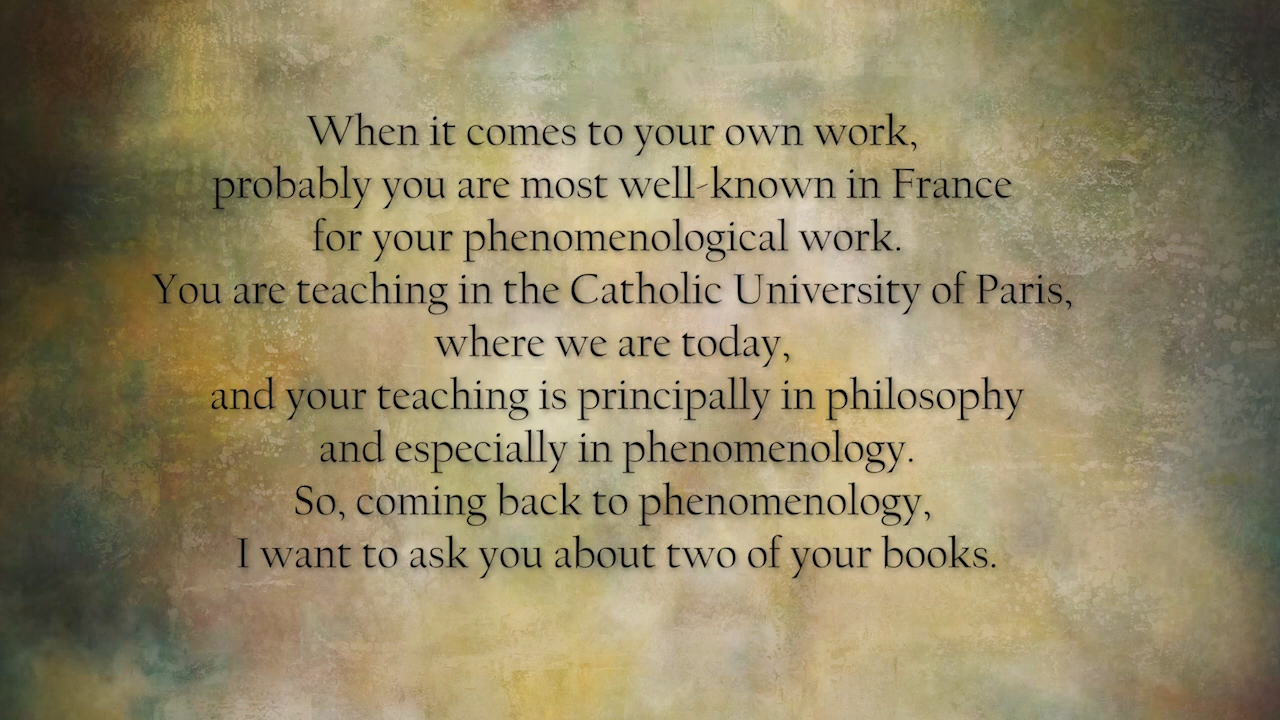 When it comes to your own work,
probably you are most well-known in France
for your phenomenological work.
You are teaching in the Catholic University of Paris,
where we are today,
and your teaching is principally in philosophy
and especially in phenomenology.
So, coming back to phenomenology,
I want to ask you about two of your books.